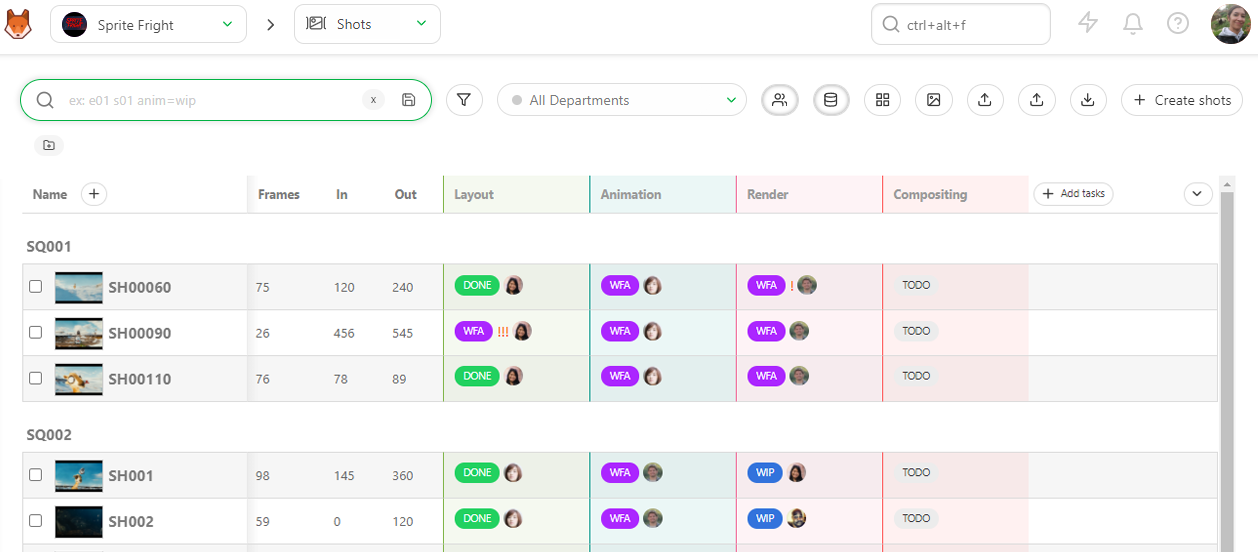 Sprite Fright > Shots ctrl+alt+f
ex: e01 s01 anim=wip x All Departments + Create shots
Name + Frames In Out Layout Animation Render Compositing + Add tasks
SQ001
SH00060 75 120 240 DONE WFA WFA ! TODO
SH00090 26 456 545 WFA !!! WFA WFA TODO
SH00110 76 78 89 DONE WFA WFA TODO
SQ002
SH001 98 145 360 DONE WFA WIP TODO
SH002 59 0 120 DONE WFA WIP TODO